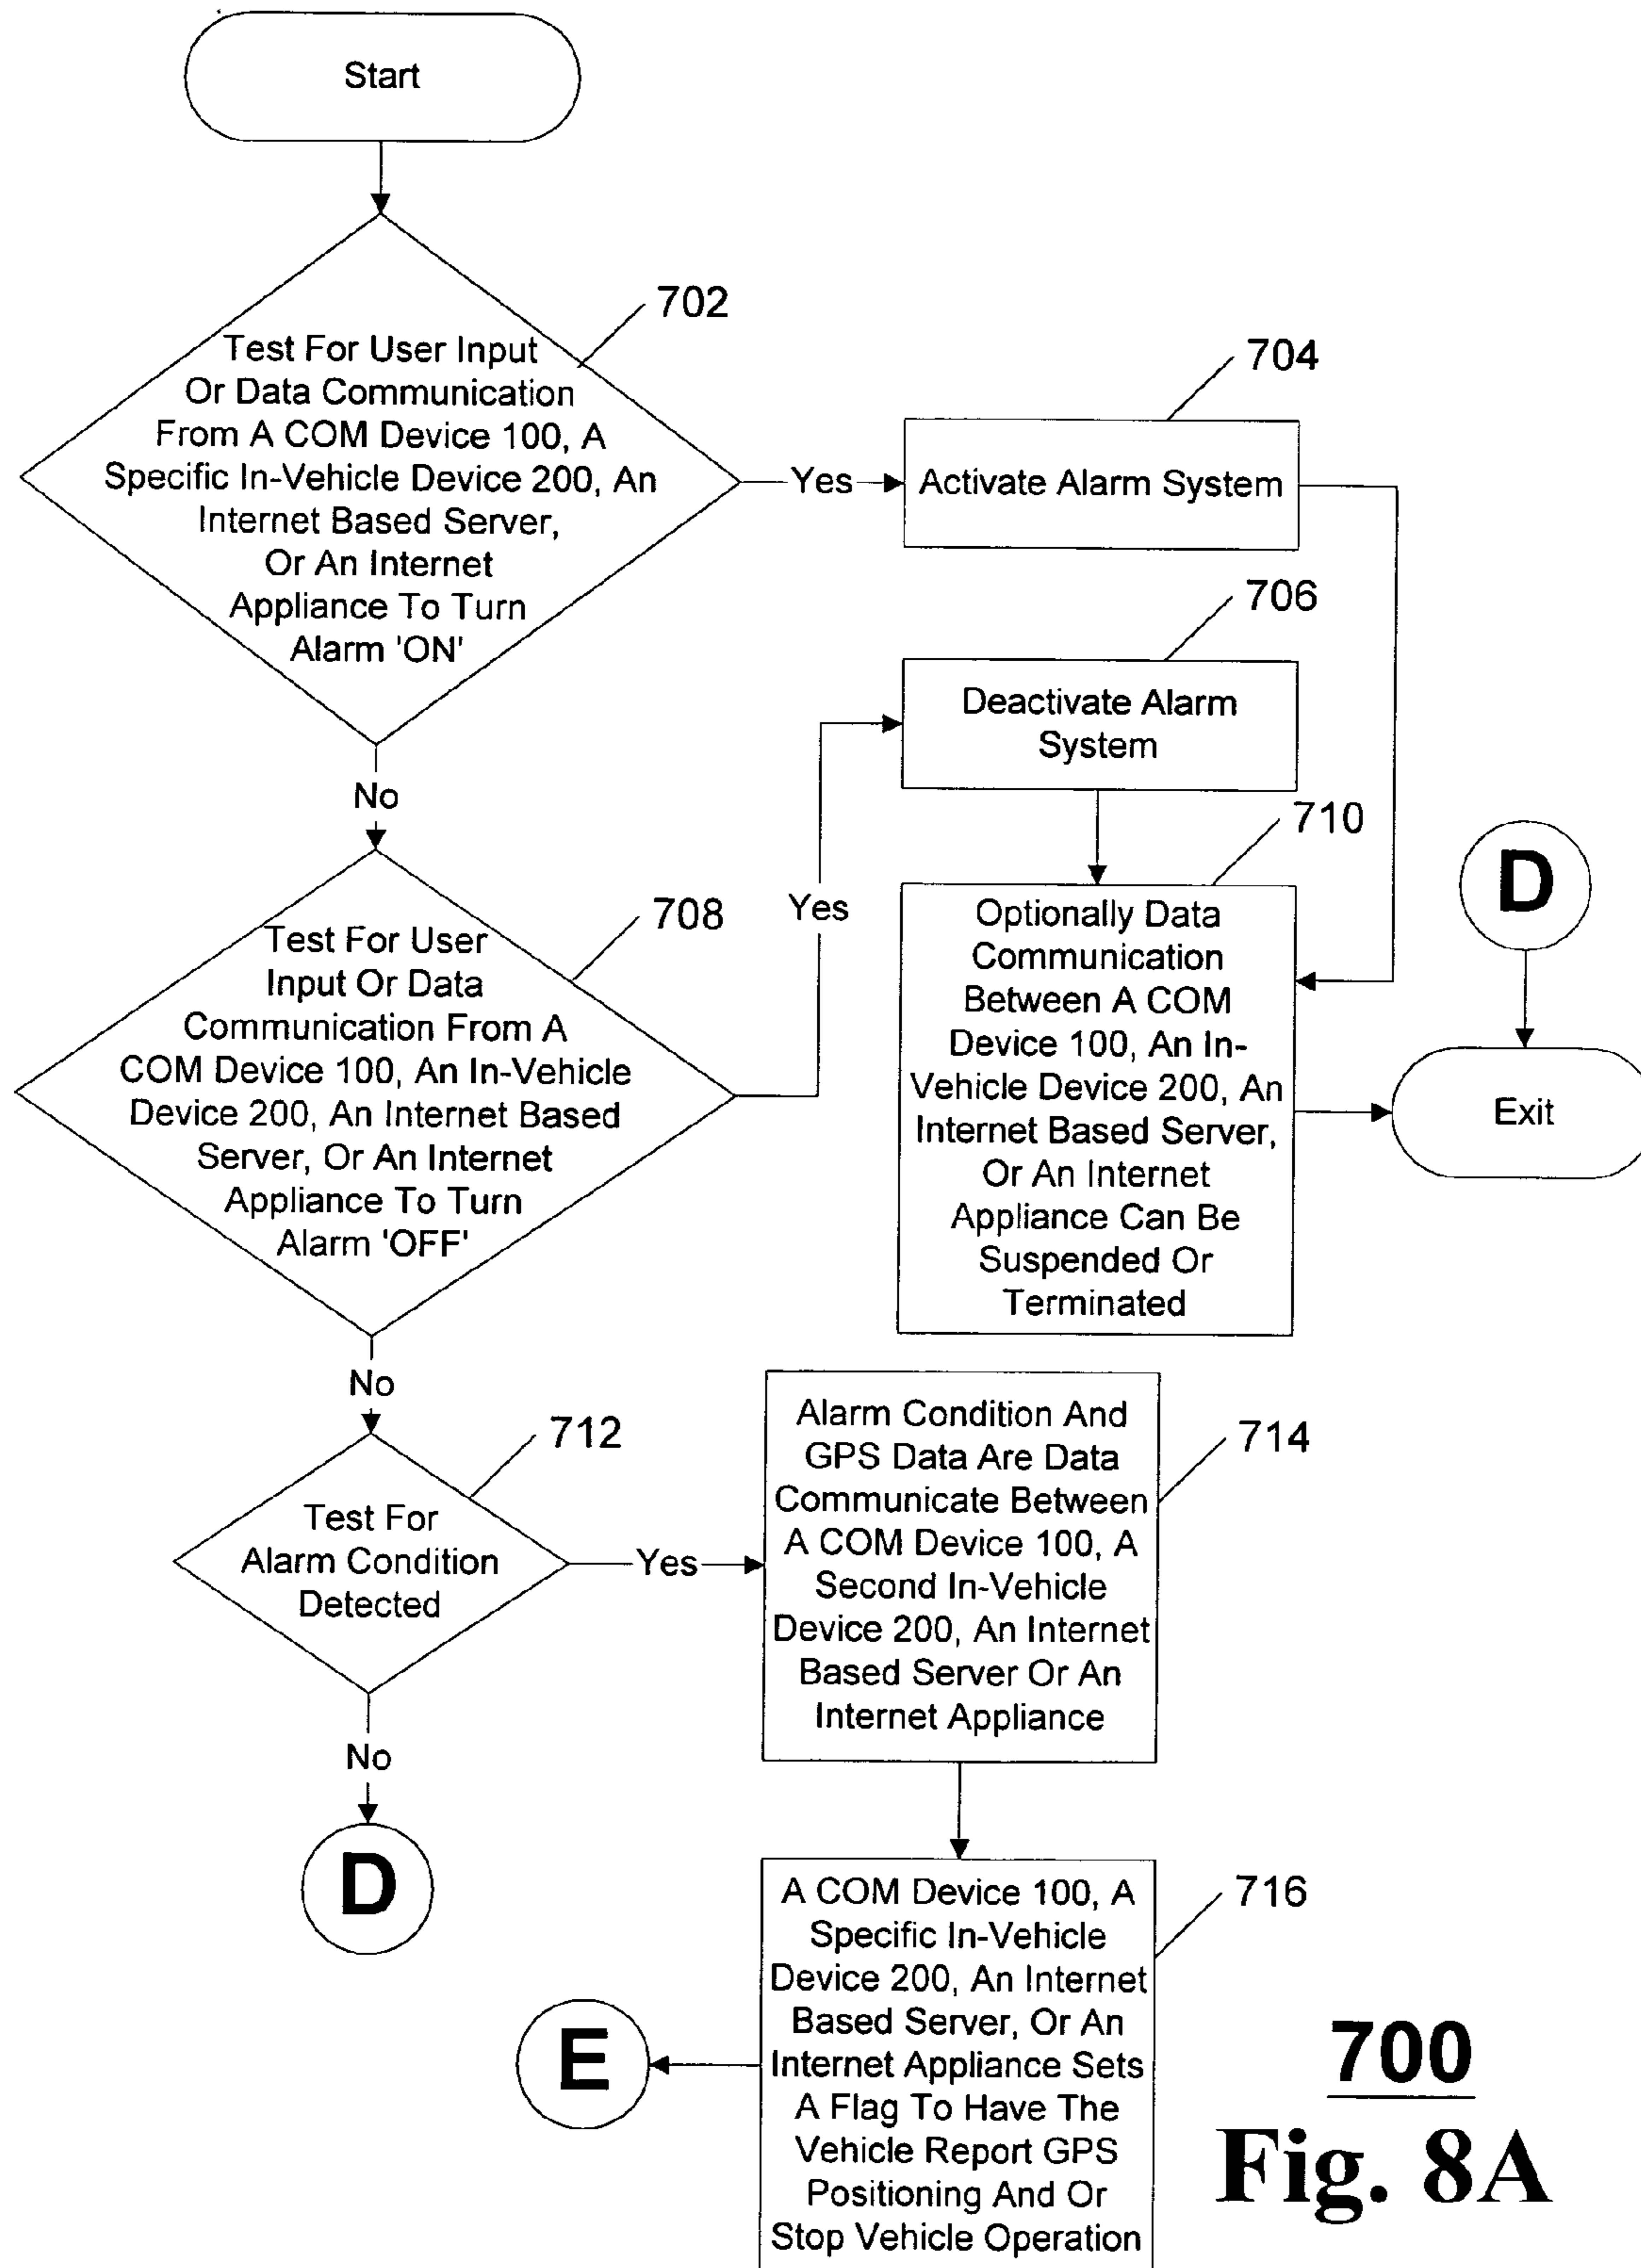 Start
702
Test For User Input
Or Data Communication
From A COM Device 100, A
Specific In-Vehicle Device 200, An
Internet Based Server,
Or An Internet
Appliance To Turn
Alarm 'ON'
Yes
704
Activate Alarm System
706
Deactivate Alarm
System
No
708
Test For User
Input Or Data
Communication From A
COM Device 100, An In-Vehicle
Device 200, An Internet Based
Server, Or An Internet
Appliance To Turn
Alarm 'OFF'
Yes
710
Optionally Data
Communication
Between A COM
Device 100, An In-
Vehicle Device 200, An
Internet Based Server,
Or An Internet
Appliance Can Be
Suspended Or
Terminated
D
Exit
No
712
Test For
Alarm Condition
Detected
Yes
714
Alarm Condition And
GPS Data Are Data
Communicate Between
A COM Device 100, A
Second In-Vehicle
Device 200, An Internet
Based Server Or An
Internet Appliance
No
D
716
A COM Device 100, A
Specific In-Vehicle
Device 200, An Internet
Based Server, Or An
Internet Appliance Sets
A Flag To Have The
Vehicle Report GPS
Positioning And Or
Stop Vehicle Operation
E
700
Fig. 8A